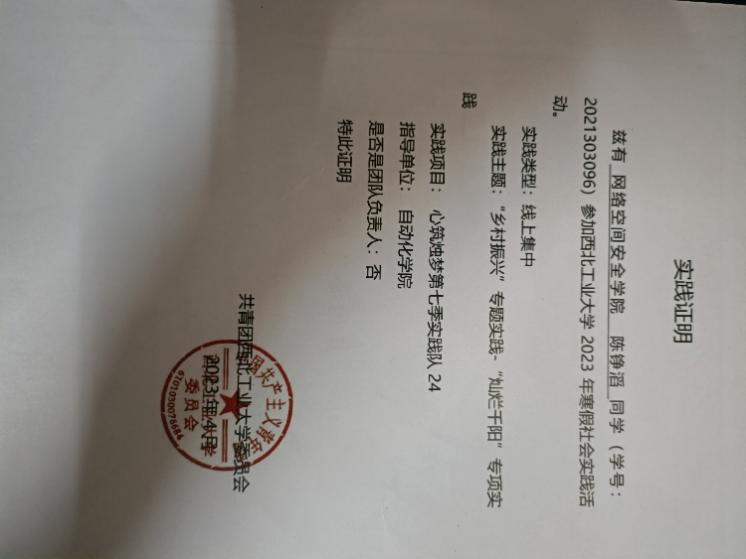 实践证明
兹有 网络空间安全学院 陈铮滔 同学（学号：
2021303096）参加西北工业大学 2023 年寒假社会实践活
动。
实践类型：线上集中
实践主题：“乡村振兴”专题实践-“灿烂千阳”专项实
践
实践项目： 心筑烛梦第七季实践队 24
指导单位： 自动化学院
是否是团队负责人：否
特此证明
共青团西北工业大学委员会
2023年4月
委员会
6101030076684